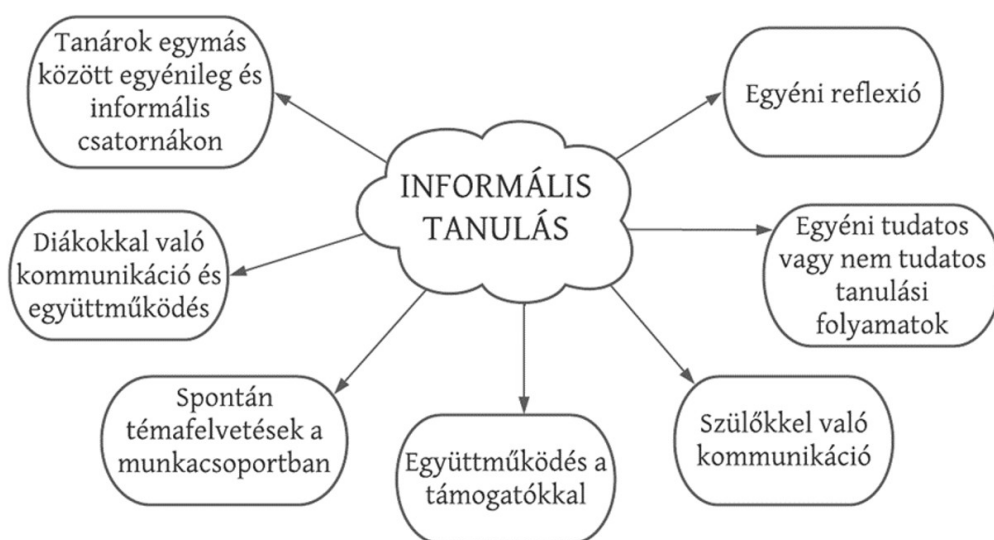 Tanárok egymás
között egyénileg és
informális
csatornákon
Egyéni reflexió
INFORMÁLIS
TANULÁS
Diákokkal való
kommunikáció és
együttműködés
Egyéni tudatos
vagy nem tudatos
tanulási
folyamatok
Spontán
témafelvetések a
munkacsoportban
Együttműködés a
támogatókkal
Szülőkkel való
kommunikáció